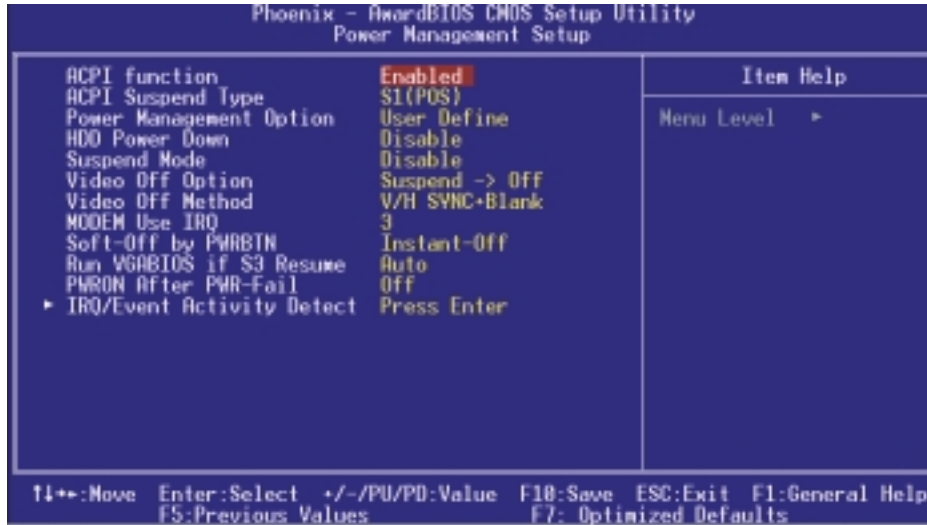 Phoenix - AwardBIOS CMOS Setup Utility
Power Management Setup
ACPI function Enabled
ACPI Suspend Type S1(POS)
Power Management Option User Define
HDD Power Down Disable
Suspend Mode Disable
Video Off Option Suspend -> Off
Video Off Method V/H SYNC+Blank
MODEM Use IRQ 3
Soft-Off by PWRBTN Instant-Off
Run VGABIOS if S3 Resume Auto
PWRON After PWR-Fail Off
► IRQ/Event Activity Detect Press Enter
Item Help
Menu Level ►
↑↓→←:Move Enter:Select +/-/PU/PD:Value F10:Save ESC:Exit F1:General Help
F5:Previous Values F7: Optimized Defaults